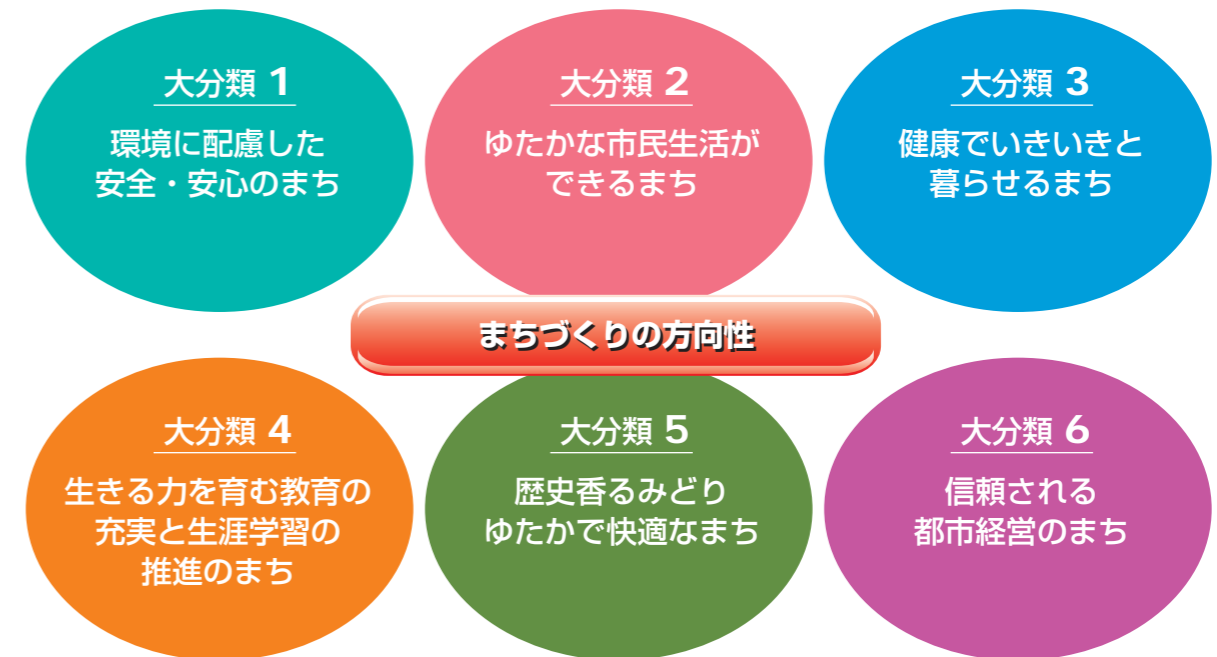 大分類 1
環境に配慮した
安全・安心のまち
大分類 2
ゆたかな市民生活が
できるまち
大分類 3
健康でいきいきと
暮らせるまち
まちづくりの方向性
大分類 4
生きる力を育む教育の
充実と生涯学習の
推進のまち
大分類 5
歴史香るみどり
ゆたかで快適なまち
大分類 6
信頼される
都市経営のまち